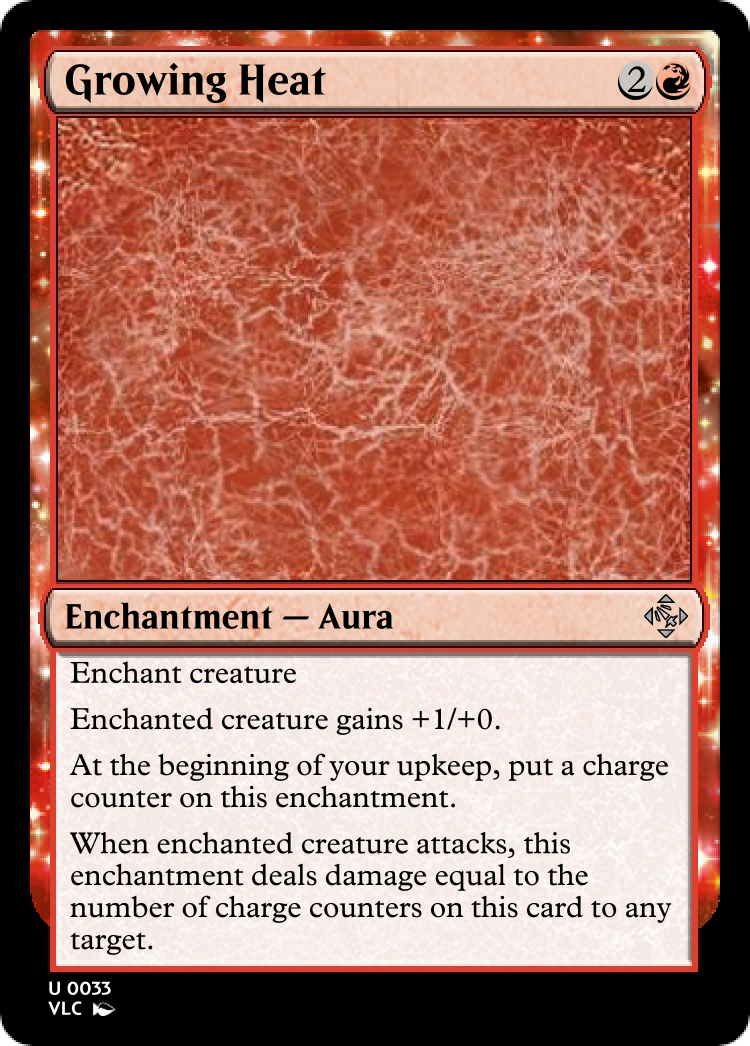 Growing Heat 2
Enchantment — Aura
Enchant creature
Enchanted creature gains +1/+0.
At the beginning of your upkeep, put a charge
counter on this enchantment.
When enchanted creature attacks, this
enchantment deals damage equal to the
number of charge counters on this card to any
target.
U 0033
VLC